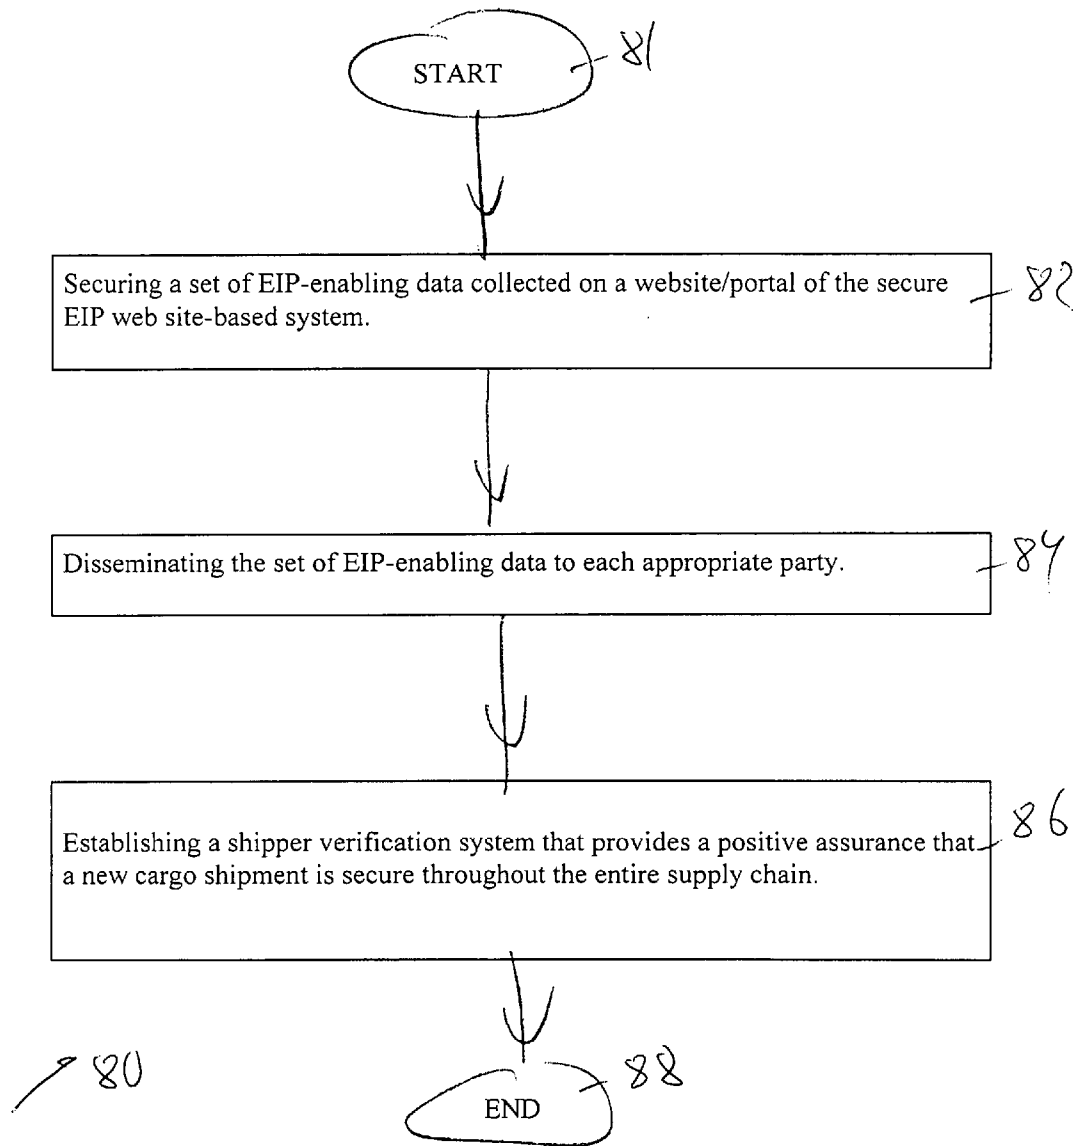 START
81
Securing a set of EIP-enabling data collected on a website/portal of the secure
EIP web site-based system.
82
Disseminating the set of EIP-enabling data to each appropriate party.
84
Establishing a shipper verification system that provides a positive assurance that
a new cargo shipment is secure throughout the entire supply chain.
86
80
END
88